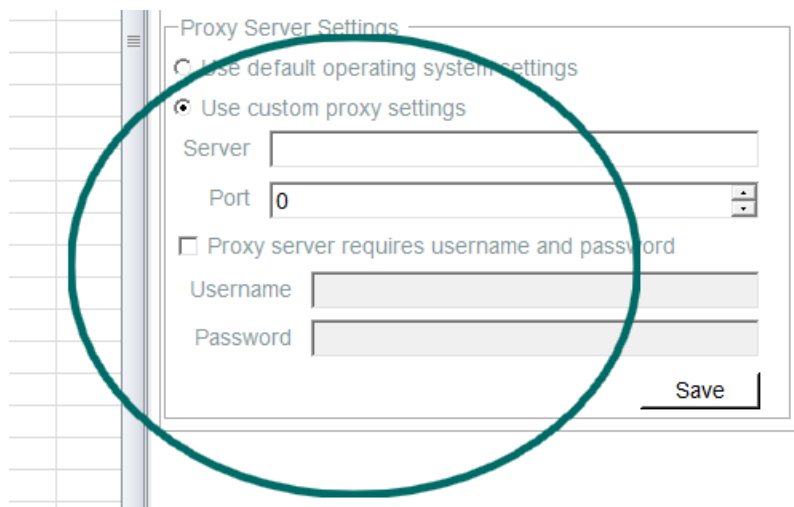 Proxy Server Settings
Use default operating system settings
Use custom proxy settings
Server
Port 0
Proxy server requires username and password
Username
Password
Save